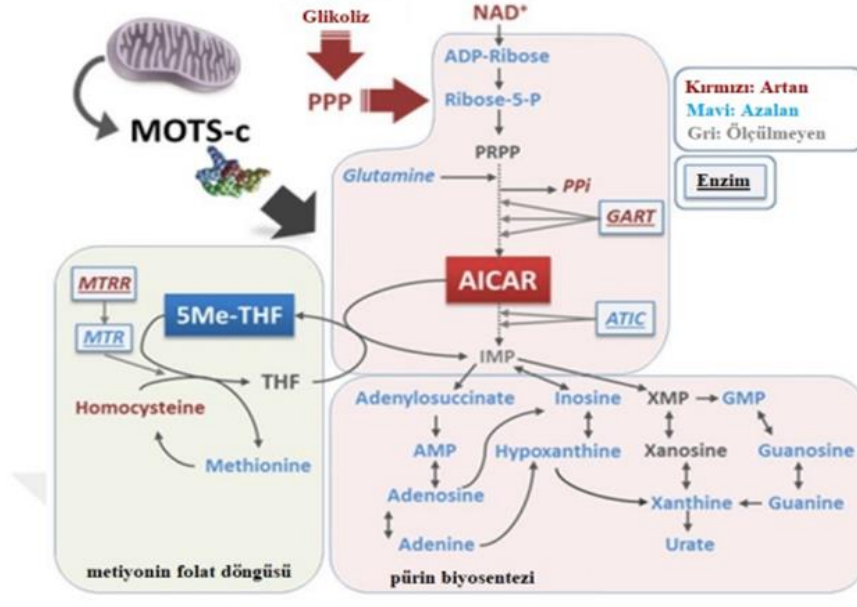 Glikoliz
NAD⁺
ADP-Ribose
PPP
Ribose-5-P
Kırmızı: Artan
Mavi: Azalan
Gri: Ölçülmeyen
MOTS-c
PRPP
Glutamine
PPi
Enzim
GART
MTRR
AICAR
5Me-THF
MTR
ATIC
IMP
THF
Homocysteine
Methionine
Adenylosuccinate
Inosine
XMP
GMP
AMP
Hypoxanthine
Xanosine
Guanosine
Adenosine
Xanthine
Guanine
Adenine
Urate
metiyonin folat döngüsü
pürin biyosentezi